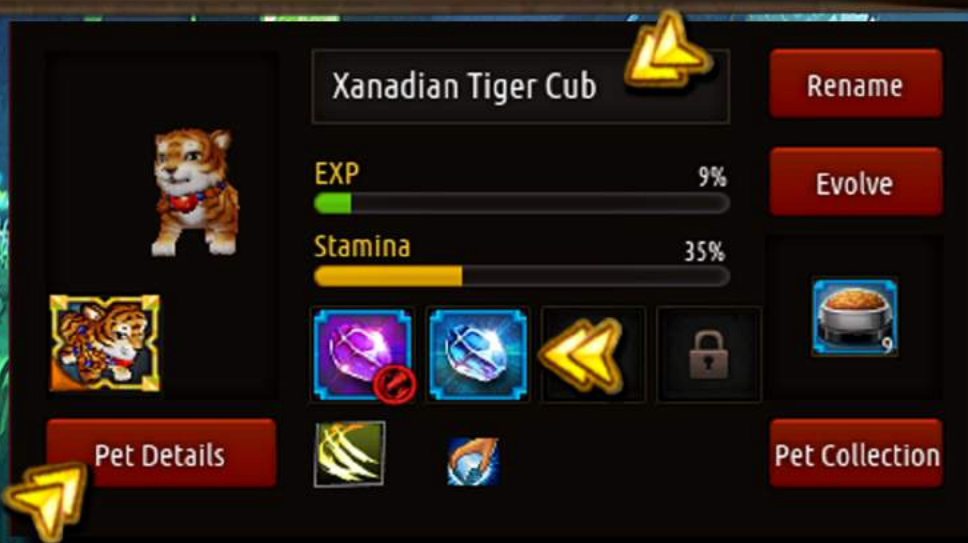 Xanadian Tiger Cub
Rename
EXP
9%
Evolve
Stamina
35%
9
Pet Details
Pet Collection